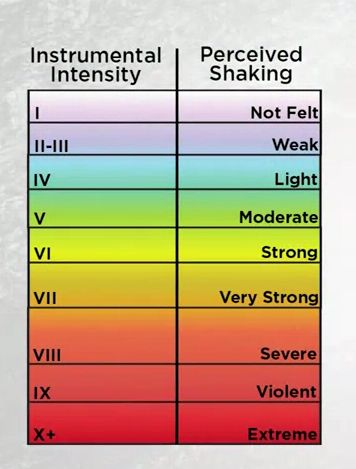 Instrumental Intensity
Perceived Shaking
I Not Felt
II-III Weak
IV Light
V Moderate
VI Strong
VII Very Strong
VIII Severe
IX Violent
X+ Extreme